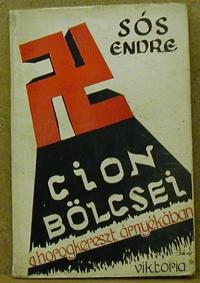 SÓS
ENDRE
CION
BÖLCSEI
a horogkereszt árnyékában
viktoria